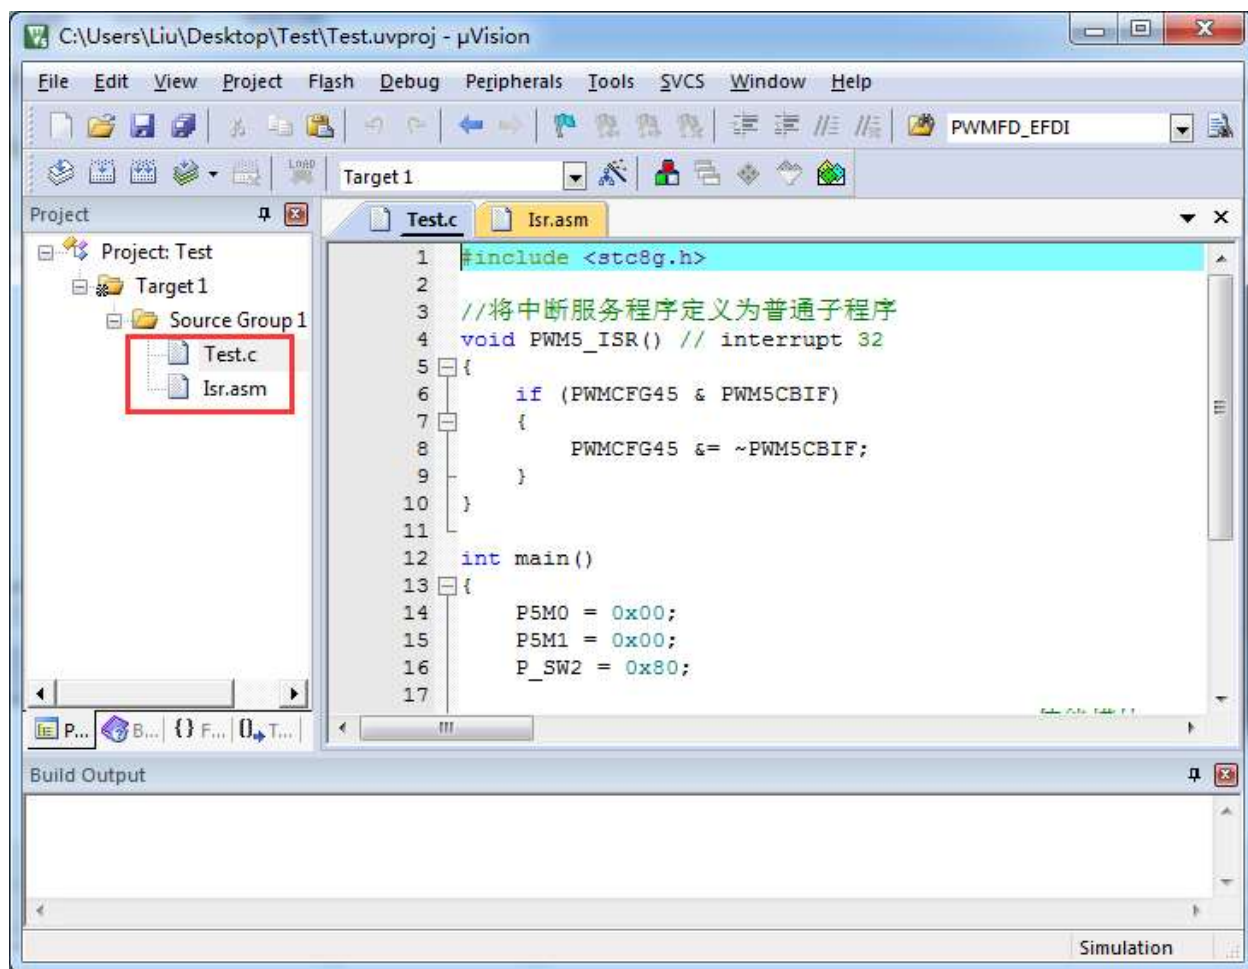 C:\Users\Liu\Desktop\Test\Test.uvproj - µVision
File Edit View Project Flash Debug Peripherals Tools SVCS Window Help
PWMFD_EFDI
LOAD Target 1
Project
Test.c Isr.asm
Project: Test
Target 1
Source Group 1
Test.c
Isr.asm
1 #include <stc8g.h>
2
3 //将中断服务程序定义为普通子程序
4 void PWM5_ISR() // interrupt 32
5 {
6 if (PWMCFG45 & PWM5CBIF)
7 {
8 PWMCFG45 &= ~PWM5CBIF;
9 }
10 }
11
12 int main()
13 {
14 P5M0 = 0x00;
15 P5M1 = 0x00;
16 P_SW2 = 0x80;
17
P... B... {} F... 0 T...
Build Output
Simulation